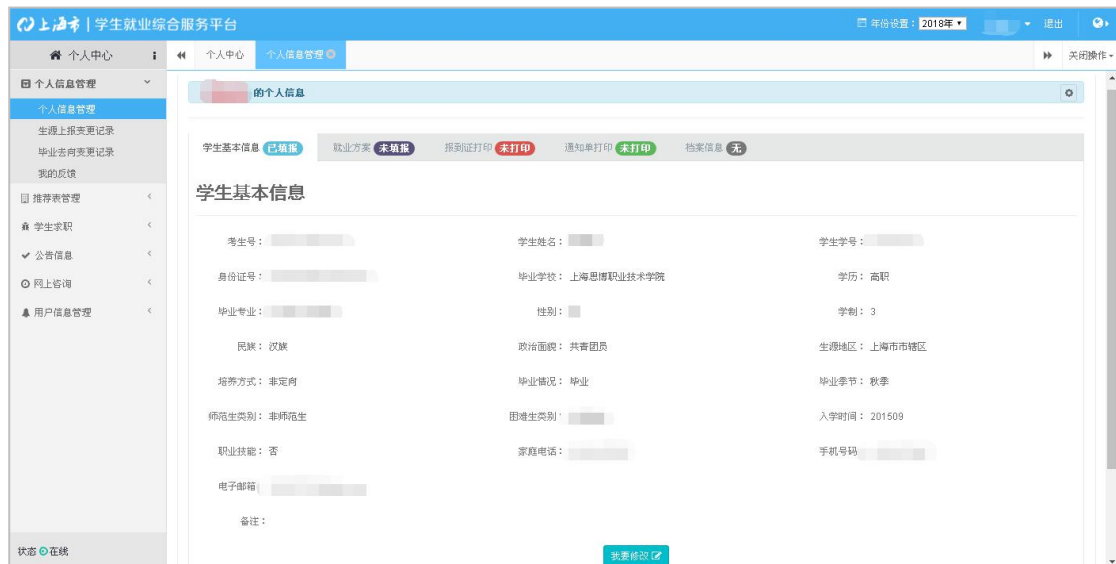 上海市 | 学生就业综合服务平台
年份设置：2018年
退出
个人中心
个人中心
个人信息管理
关闭操作
个人信息管理
个人信息管理
生源上报变更记录
毕业去向变更记录
我的反馈
推荐表管理
学生求职
公告信息
网上咨询
用户信息管理
状态 在线
的个人信息
学生基本信息 已填报
就业方案 未填报
报到证打印 未打印
通知单打印 未打印
档案信息 无
学生基本信息
考生号：
学生姓名：
学生学号：
身份证号：
毕业学校：上海思博职业技术学院
学历：高职
毕业专业：
性别：
学制：3
民族：汉族
政治面貌：共青团员
生源地区：上海市市辖区
培养方式：非定向
毕业情况：毕业
毕业季节：秋季
师范生类别：非师范生
困难生类别
入学时间：201509
职业技能：否
家庭电话：
手机号码
电子邮箱
备注：
我要修改